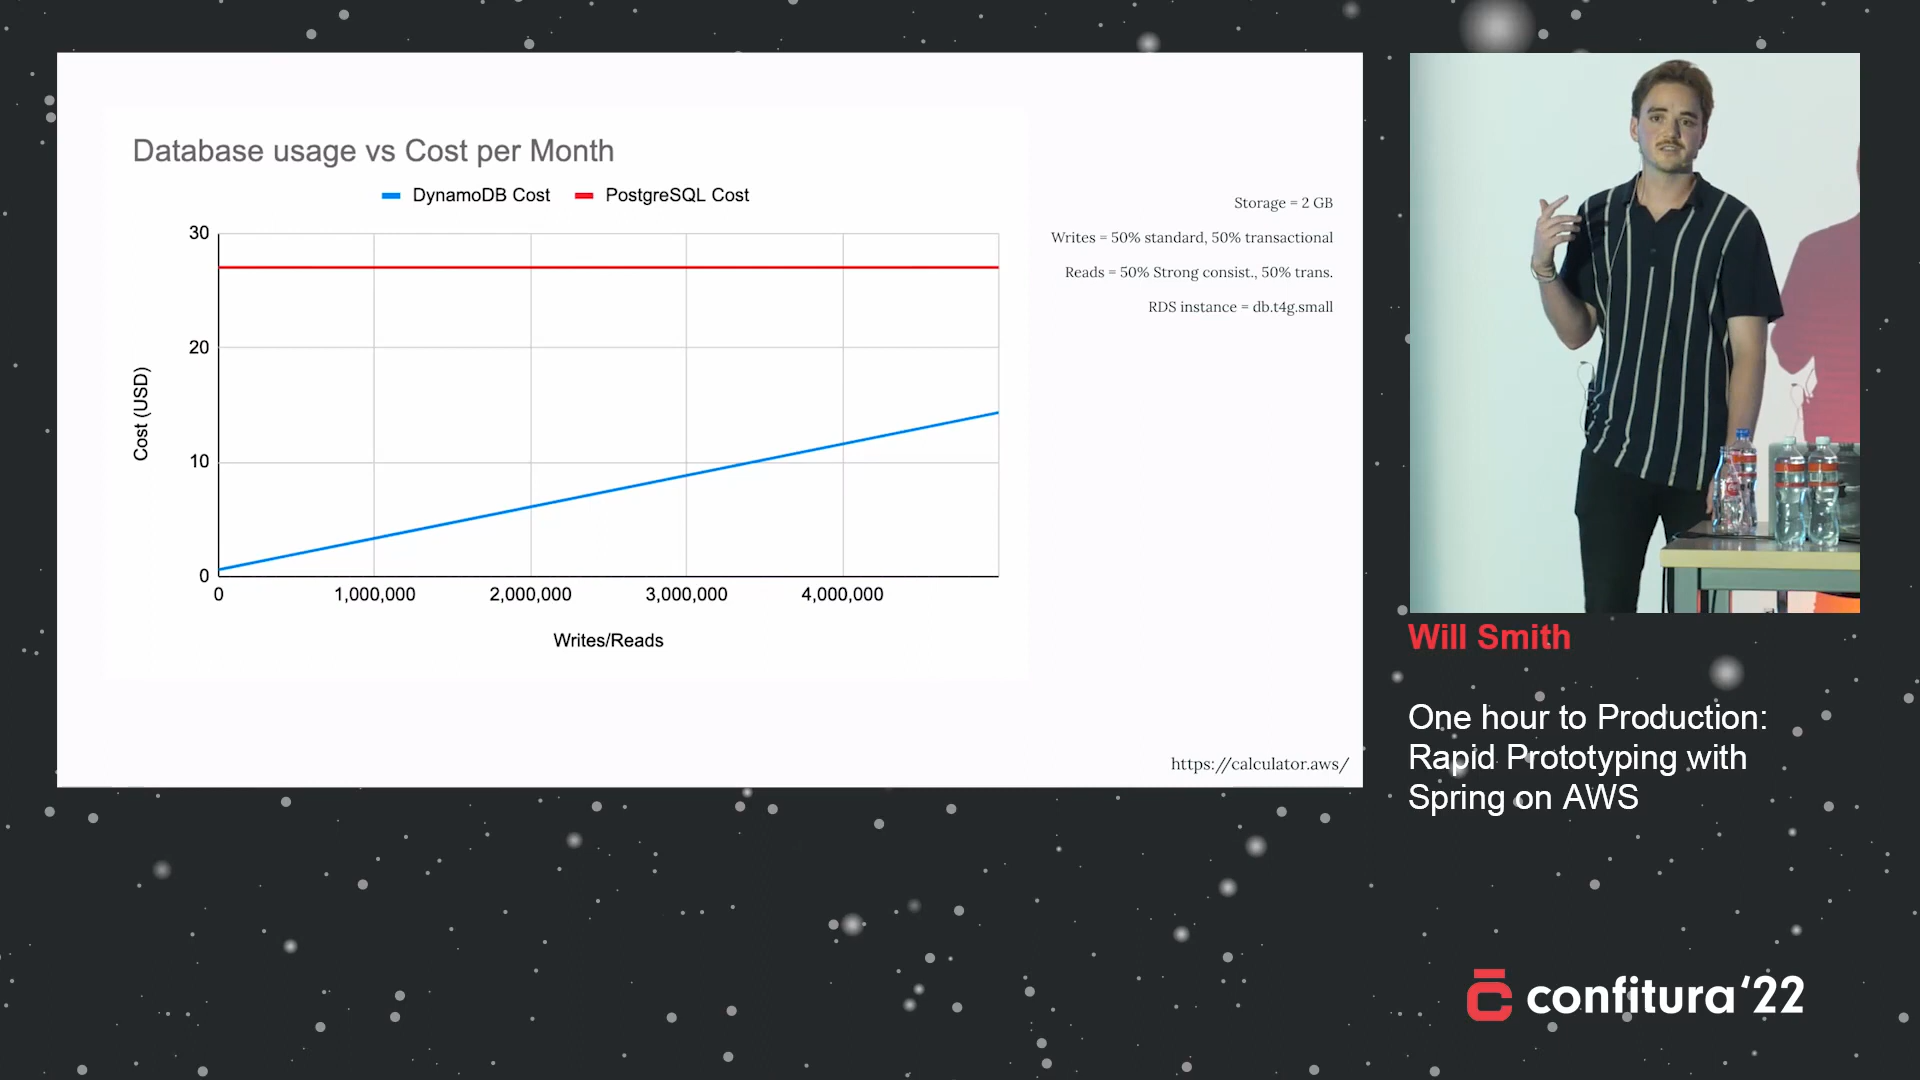 Database usage vs Cost per Month
DynamoDB Cost
PostgreSQL Cost
30
20
10
0
Cost (USD)
0
1,000,000
2,000,000
3,000,000
4,000,000
Writes/Reads
Storage = 2 GB
Writes = 50% standard, 50% transactional
Reads = 50% Strong consist., 50% trans.
RDS instance = db.t4g.small
https://calculator.aws/
Will Smith
One hour to Production:
Rapid Prototyping with
Spring on AWS
confitura '22